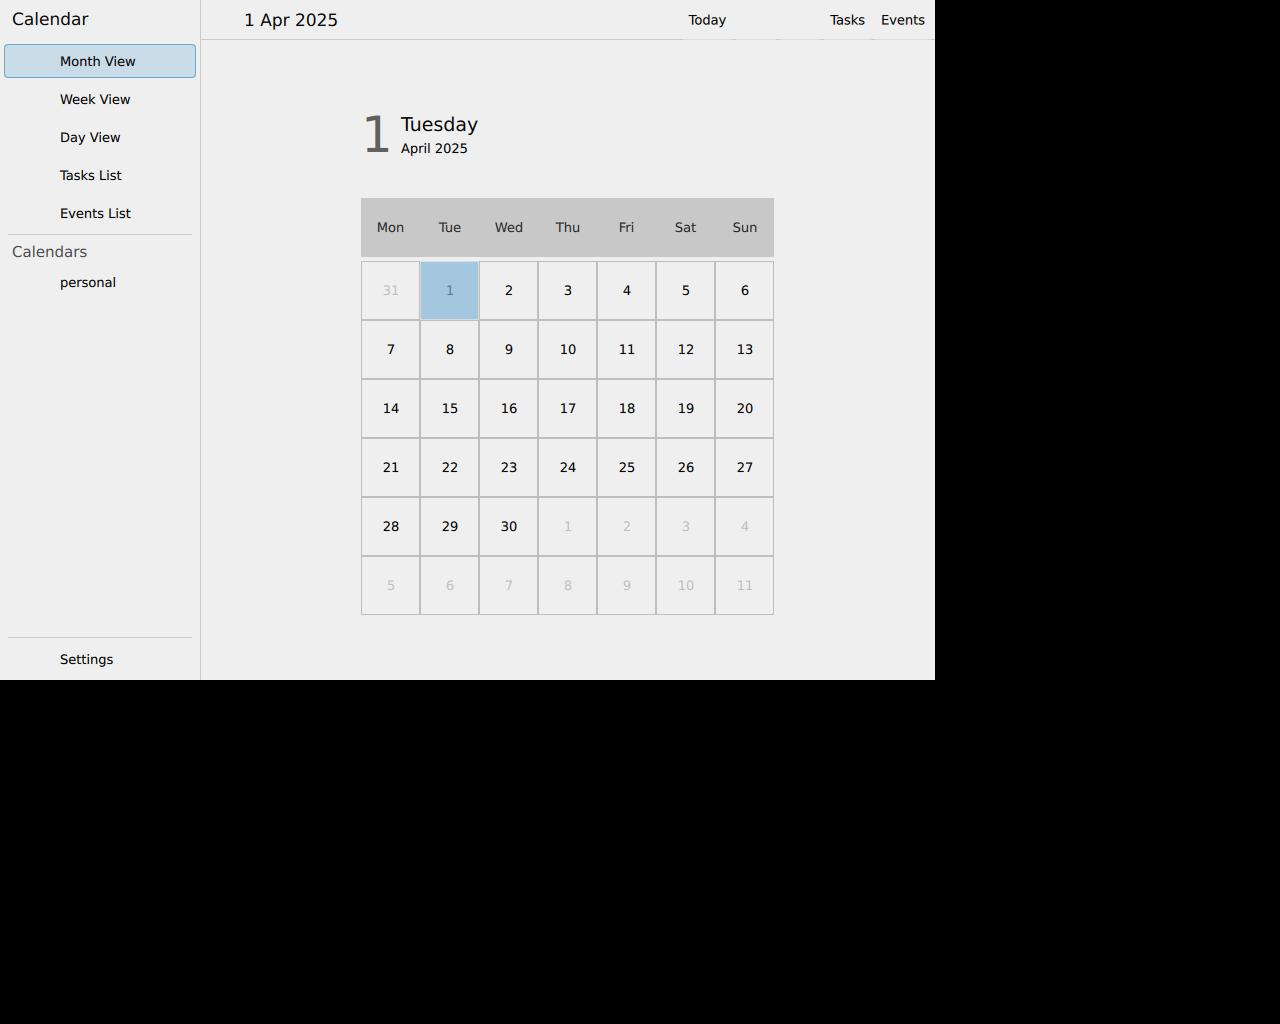 Calendar
1 Apr 2025
Today
Tasks
Events
Month View
Week View
Day View
Tasks List
Events List
Calendars
personal
Settings
1
Tuesday
April 2025
Mon Tue Wed Thu Fri Sat Sun
31 1 2 3 4 5 6
7 8 9 10 11 12 13
14 15 16 17 18 19 20
21 22 23 24 25 26 27
28 29 30 1 2 3 4
5 6 7 8 9 10 11